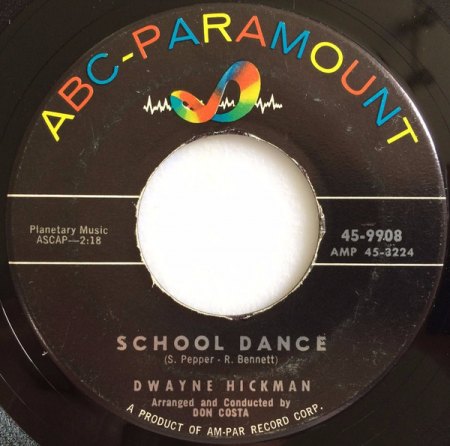 ABC-PARAMOUNT
Planetary Music
ASCAP—2:18
45-9908
AMP 45-3224
SCHOOL DANCE
(S. Pepper - R. Bennett)
DWAYNE HICKMAN
Arranged and Conducted by
DON COSTA
A PRODUCT OF AM-PAR RECORD CORP.